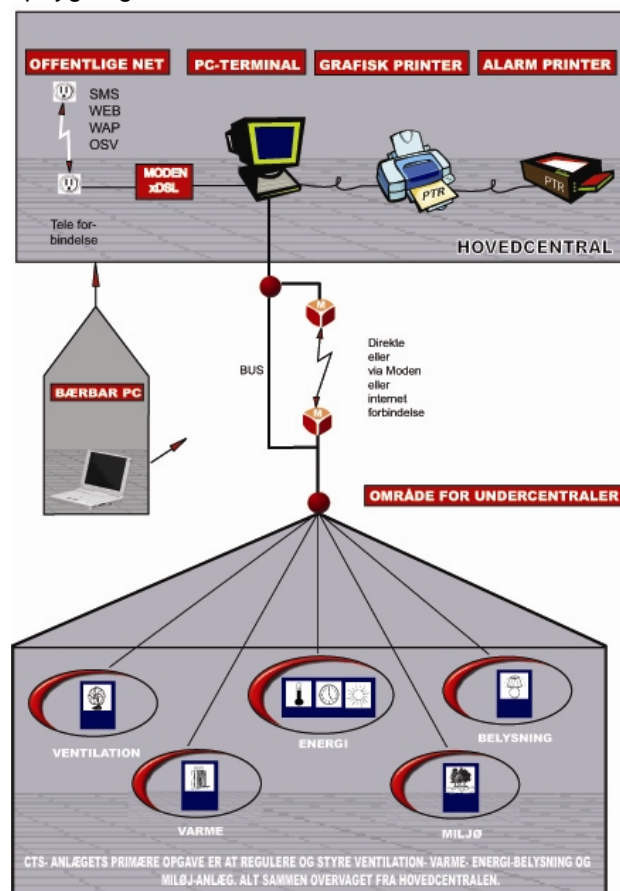 OFFENTLIGE NET
PC-TERMINAL
GRAFISK PRINTER
ALARM PRINTER
SMS
WEB
WAP
OSV
MODEN
xDSL
PTR
PTR
Tele for-
bindelse
HOVEDCENTRAL
M
BUS
Direkte
eller
via Moden
eller
internet
forbindelse
M
BÆRBAR PC
OMRÅDE FOR UNDERCENTRALER
VENTILATION
ENERGI
BELYSNING
VARME
MILJØ
CTS- ANLÆGETS PRIMÆRE OPGAVE ER AT REGULERE OG STYRE VENTILATION- VARME- ENERGI-BELYSNING OG
MILJØ-ANLÆG. ALT SAMMEN OVERVAGET FRA HOVEDCENTRALEN.